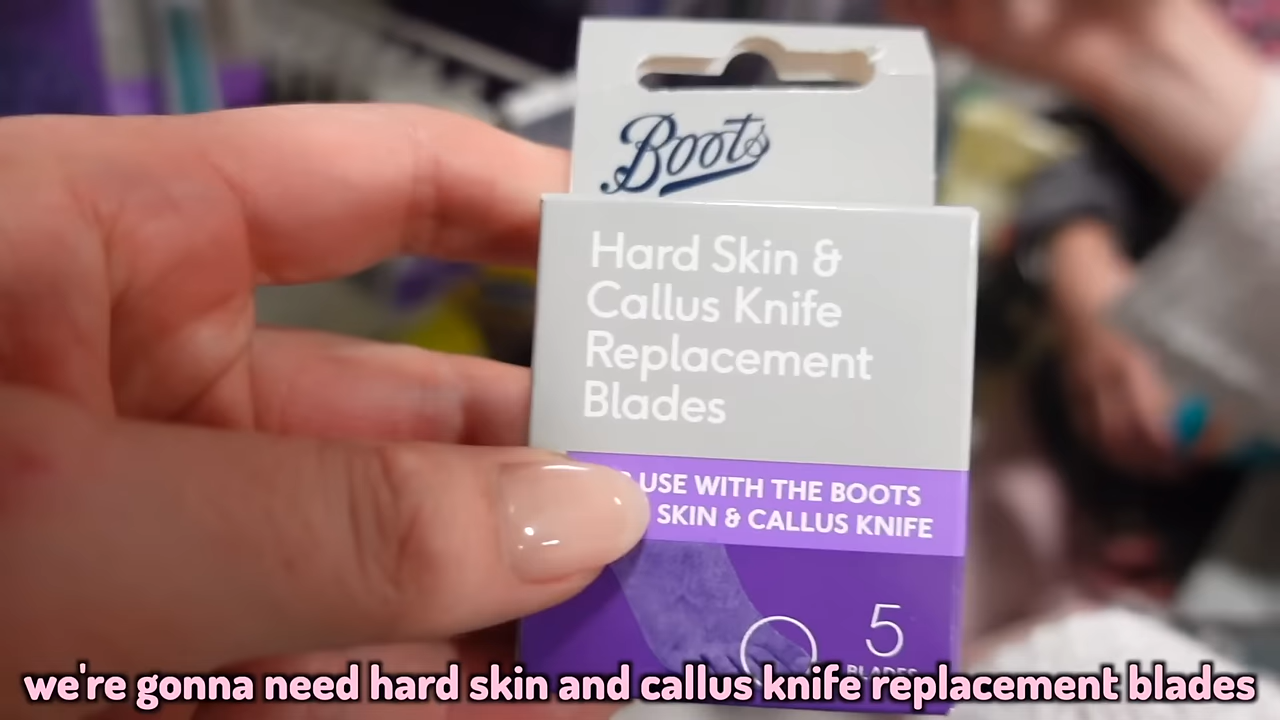 Boots
Hard Skin &
Callus Knife
Replacement
Blades
USE WITH THE BOOTS
SKIN & CALLUS KNIFE
5
BLADES
we're gonna need hard skin and callus knife replacement blades